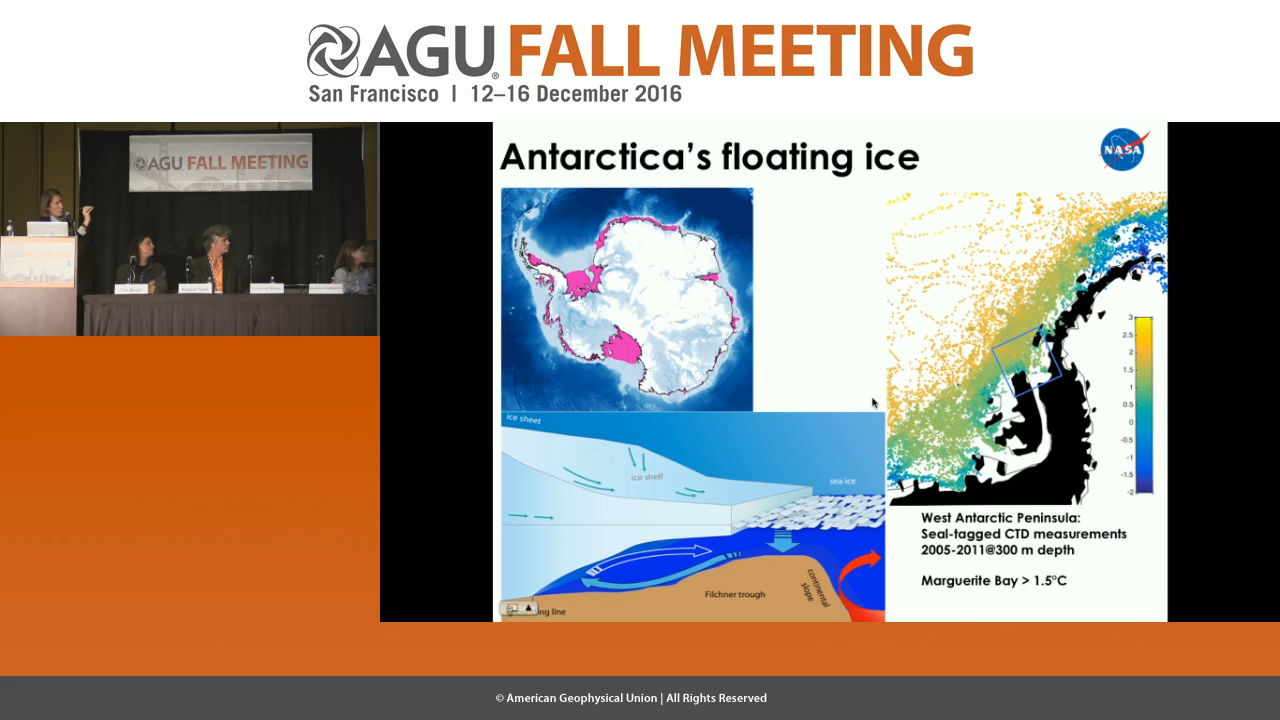 AGU® FALL MEETING
San Francisco | 12–16 December 2016
AGU FALL MEETING
AGU FALL MEETING
Antarctica's floating ice
NASA
ice sheet
ice shelf
sea ice
Filchner trough
continental slope
line
3
2.5
2
1.5
1
0.5
0
-0.5
-1
-1.5
-2
West Antarctic Peninsula:
Seal-tagged CTD measurements
2005-2011@300 m depth
Marguerite Bay > 1.5°C
© American Geophysical Union | All Rights Reserved